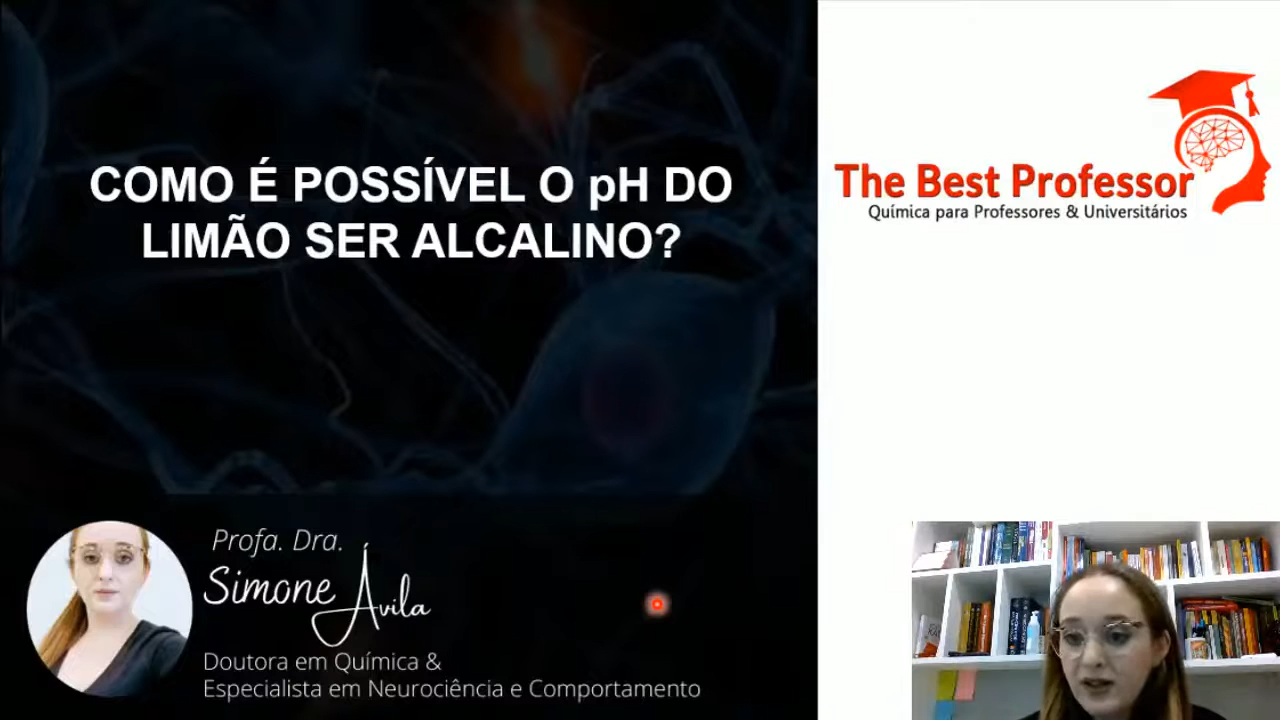 COMO É POSSÍVEL O pH DO
LIMÃO SER ALCALINO?
Profa. Dra.
Simone Ávila
Doutora em Química &
Especialista em Neurociência e Comportamento
The Best Professor
Química para Professores & Universitários